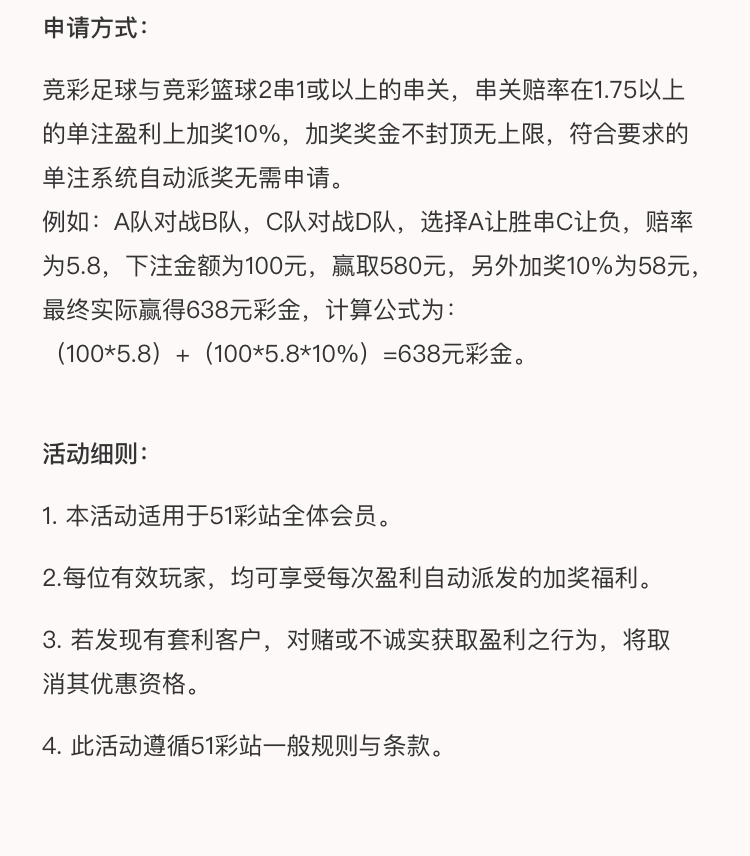 申请方式：
竞彩足球与竞彩篮球2串1或以上的串关，串关赔率在1.75以上
的单注盈利上加奖10%，加奖奖金不封顶无上限，符合要求的
单注系统自动派奖无需申请。
例如：A队对战B队，C队对战D队，选择A让胜串C让负，赔率
为5.8，下注金额为100元，赢取580元，另外加奖10%为58元，
最终实际赢得638元彩金，计算公式为：
（100*5.8）+（100*5.8*10%）=638元彩金。
活动细则：
1. 本活动适用于51彩站全体会员。
2.每位有效玩家，均可享受每次盈利自动派发的加奖福利。
3. 若发现有套利客户，对赌或不诚实获取盈利之行为，将取
消其优惠资格。
4. 此活动遵循51彩站一般规则与条款。